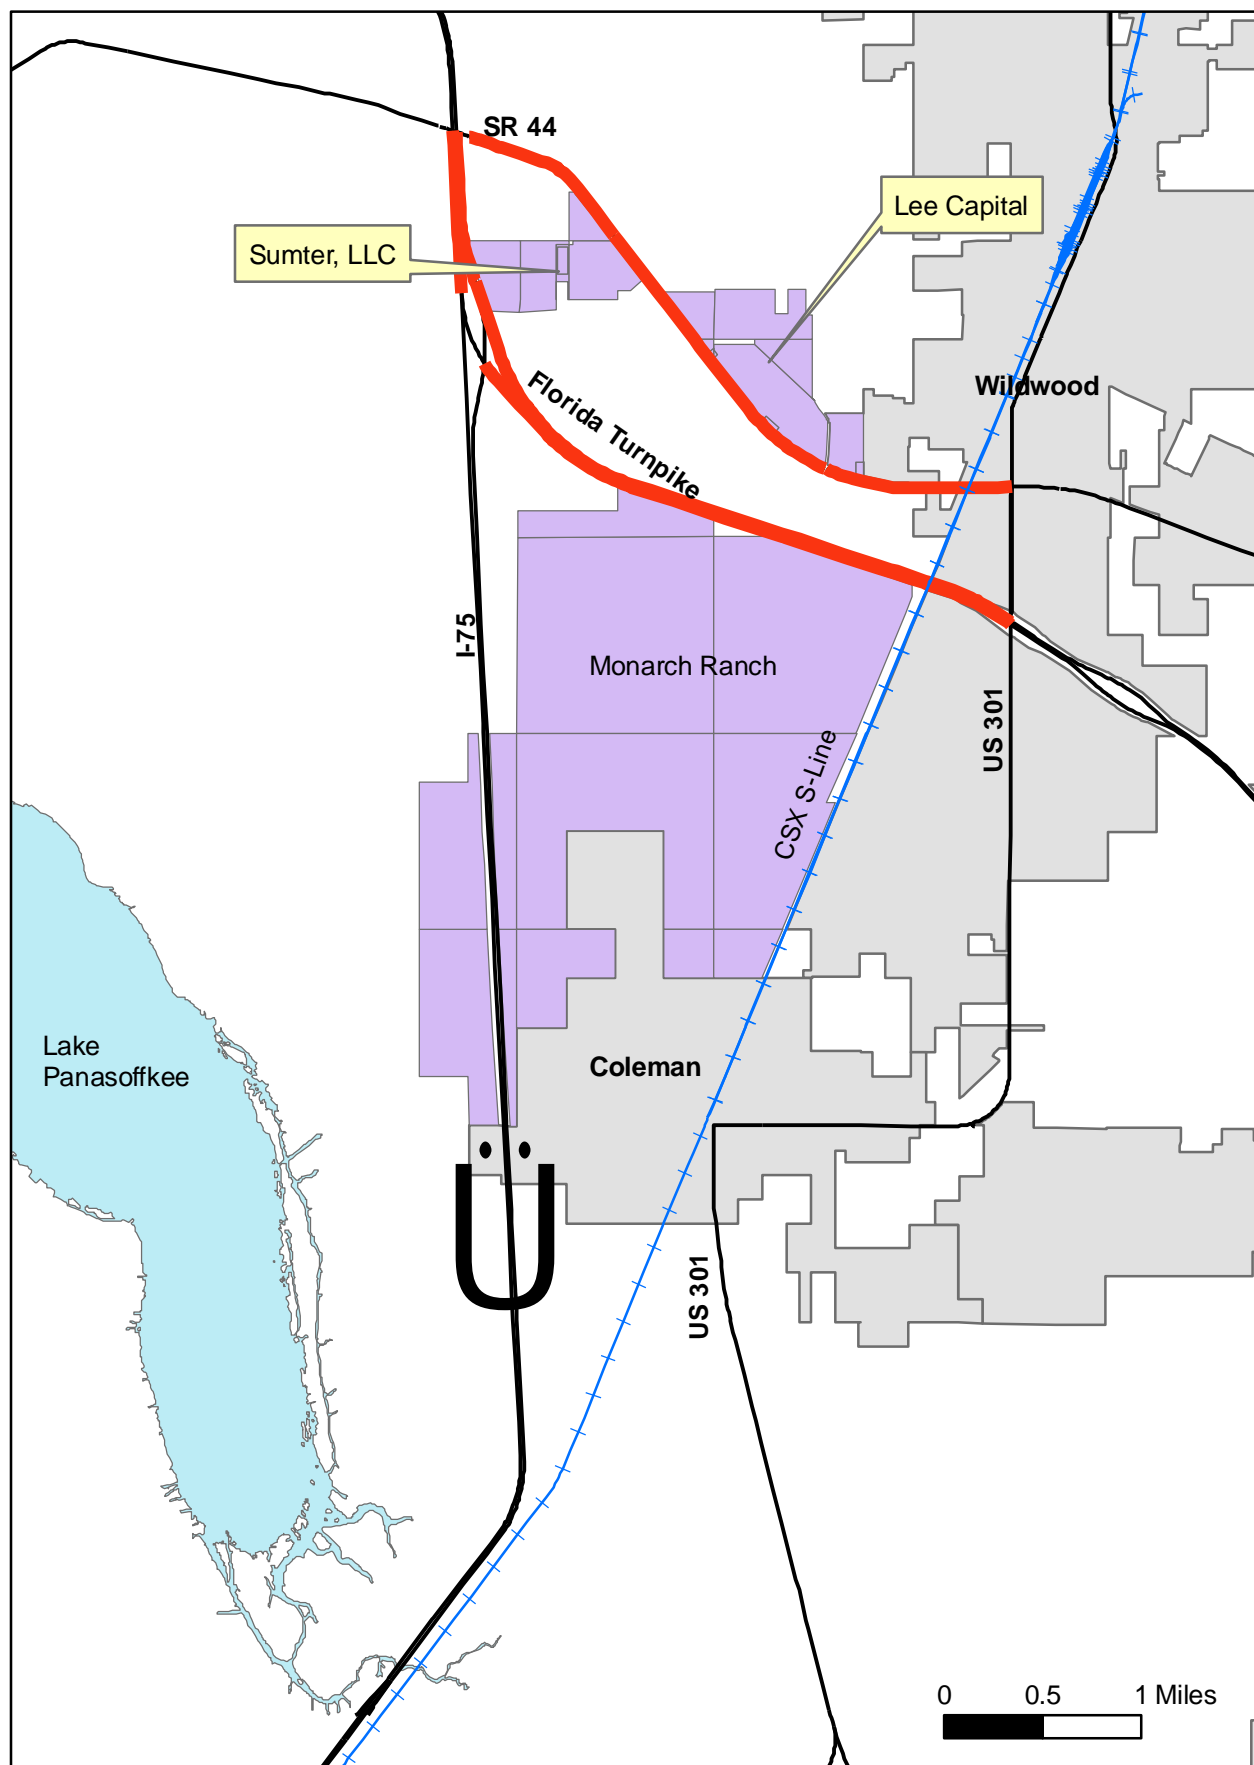 SR 44
Lee Capital
Sumter, LLC
Wildwood
Florida Turnpike
I-75
Monarch Ranch
US 301
CSX S-Line
Lake
Panasoffkee
Coleman
US 301
0 0.5 1 Miles